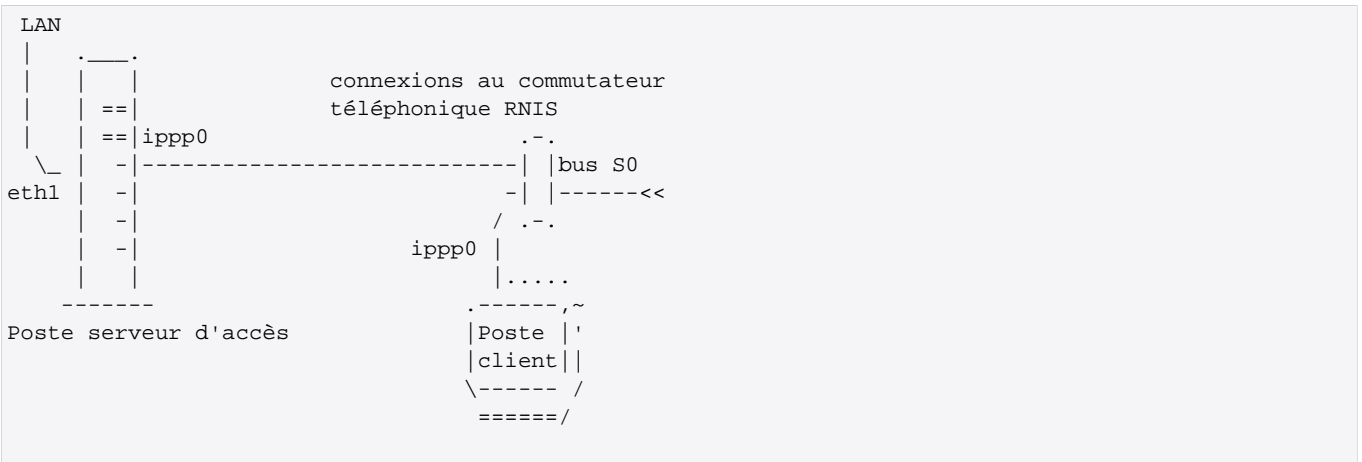 LAN
connexions au commutateur
téléphonique RNIS
ippp0
bus S0
eth1
ippp0
Poste serveur d'accès
Poste
client